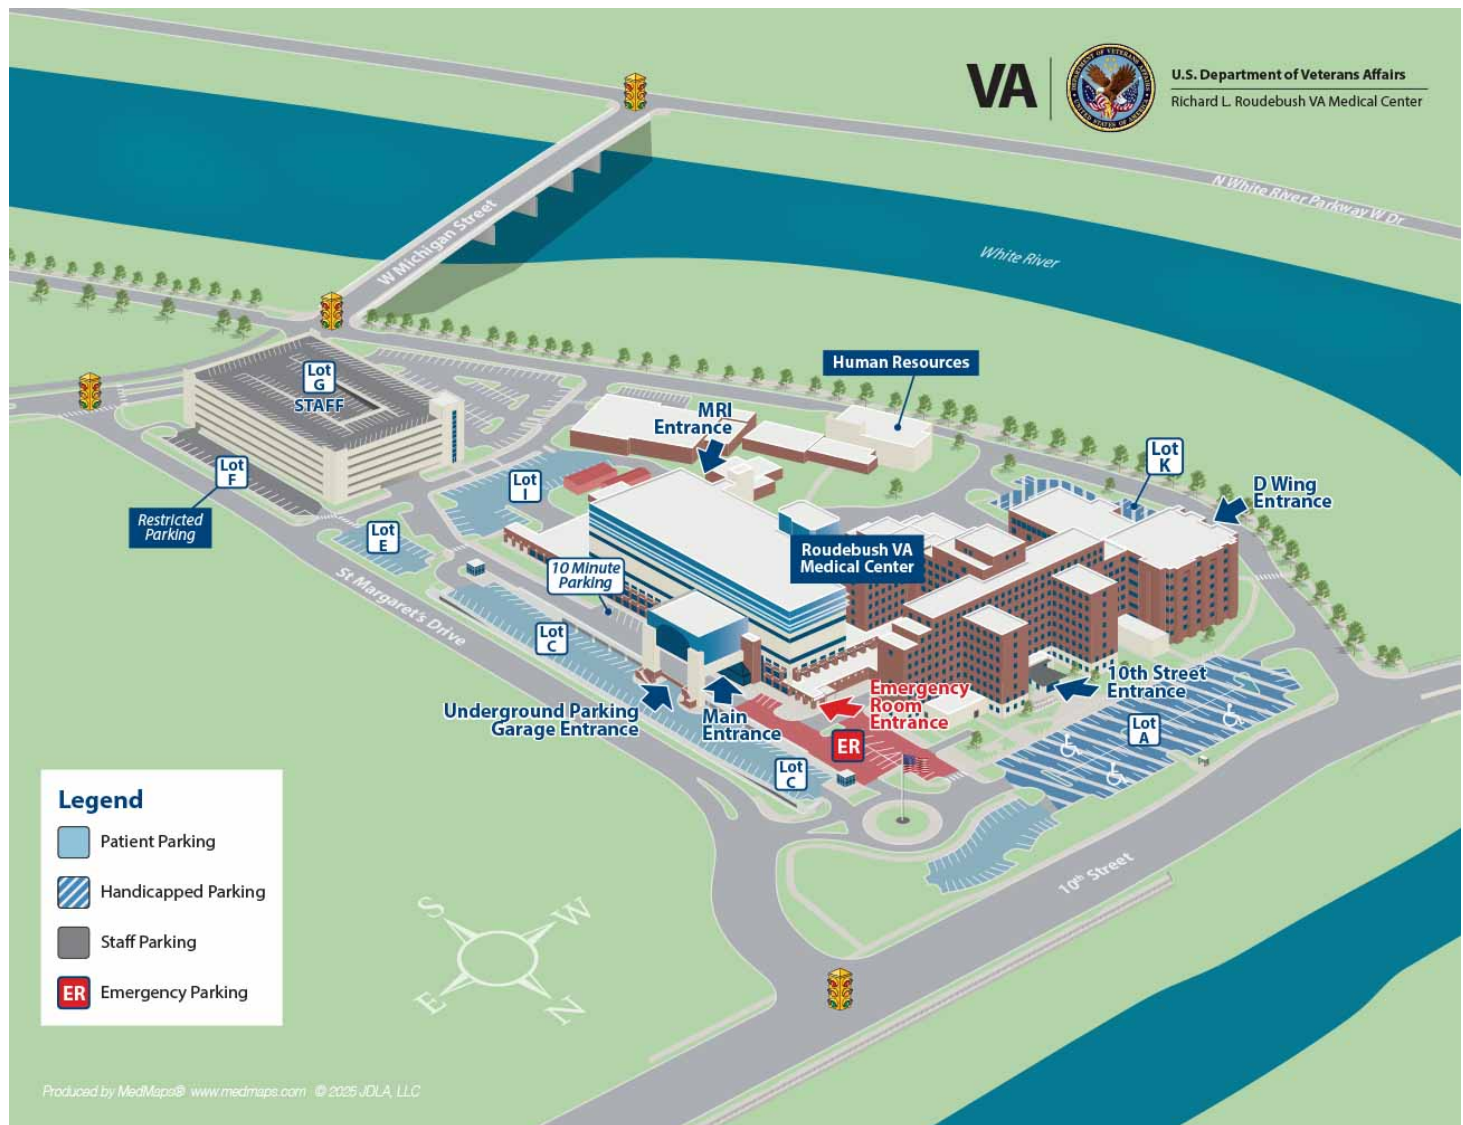 VA
U.S. Department of Veterans Affairs
Richard L. Roudebush VA Medical Center
N White River Parkway W Dr
W Michigan Street
White River
Human Resources
Lot
G
STAFF
MRI
Entrance
Lot
K
Lot
F
Lot
I
D Wing
Entrance
Restricted
Parking
Lot
E
Roudebush VA
Medical Center
10 Minute
Parking
St Margaret's Drive
Lot
C
10th Street
Entrance
Emergency
Room
Entrance
Underground Parking
Garage Entrance
Main
Entrance
Lot
A
ER
Lot
C
Legend
Patient Parking
Handicapped Parking
Staff Parking
ER Emergency Parking
10th Street
S
W
E
N
Produced by MedMaps® www.medmaps.com © 2025 JDLA, LLC